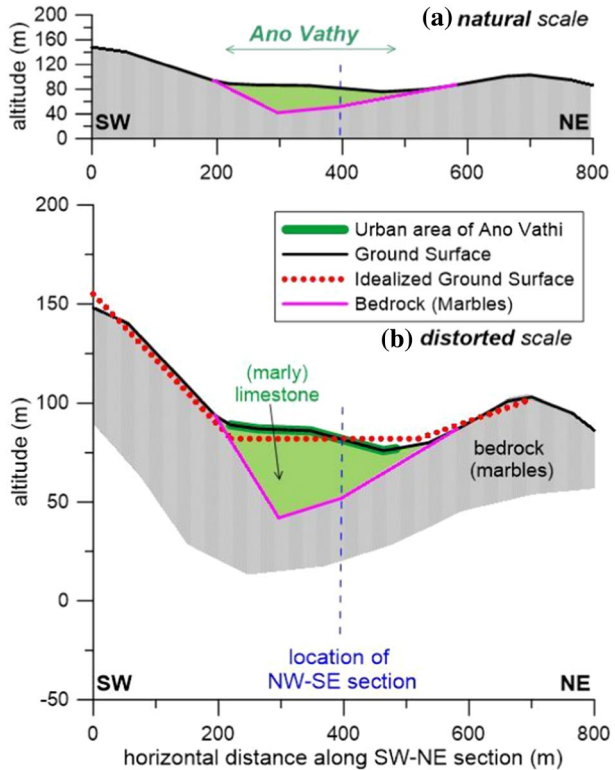 (a) natural scale
Ano Vathy
altitude (m)
200
160
120
80
40
0
SW
NE
0
200
400
600
800
200
150
100
50
0
-50
altitude (m)
Urban area of Ano Vathi
Ground Surface
Idealized Ground Surface
Bedrock (Marbles)
(b) distorted scale
(marly)
limestone
bedrock
(marbles)
location of
NW-SE section
SW
NE
0
200
400
600
800
horizontal distance along SW-NE section (m)